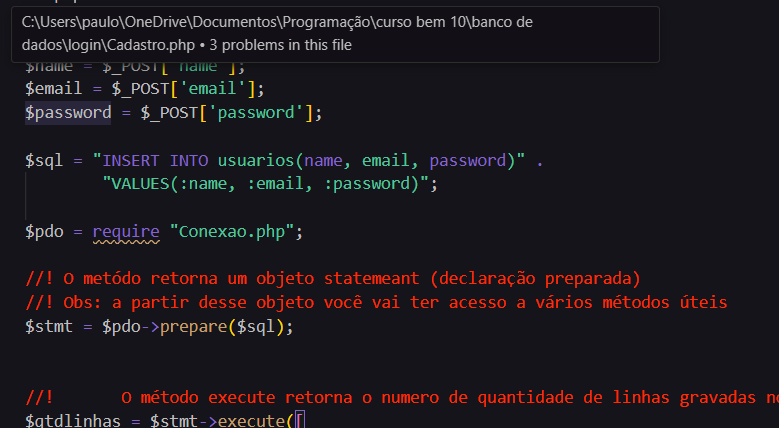 C:\Users\paulo\OneDrive\Documentos\Programação\curso bem 10\banco de
dados\login\Cadastro.php • 3 problems in this file
$name = $_POST['name'];
$email = $_POST['email'];
$password = $_POST['password'];
$sql = "INSERT INTO usuarios(name, email, password)" .
"VALUES(:name, :email, :password)";
$pdo = require "Conexao.php";
//! O metódo retorna um objeto statemeant (declaração preparada)
//! Obs: a partir desse objeto você vai ter acesso a vários métodos úteis
$stmt = $pdo->prepare($sql);
//! O método execute retorna o numero de quantidade de linhas gravadas
$qtdlinhas = $stmt->execute([